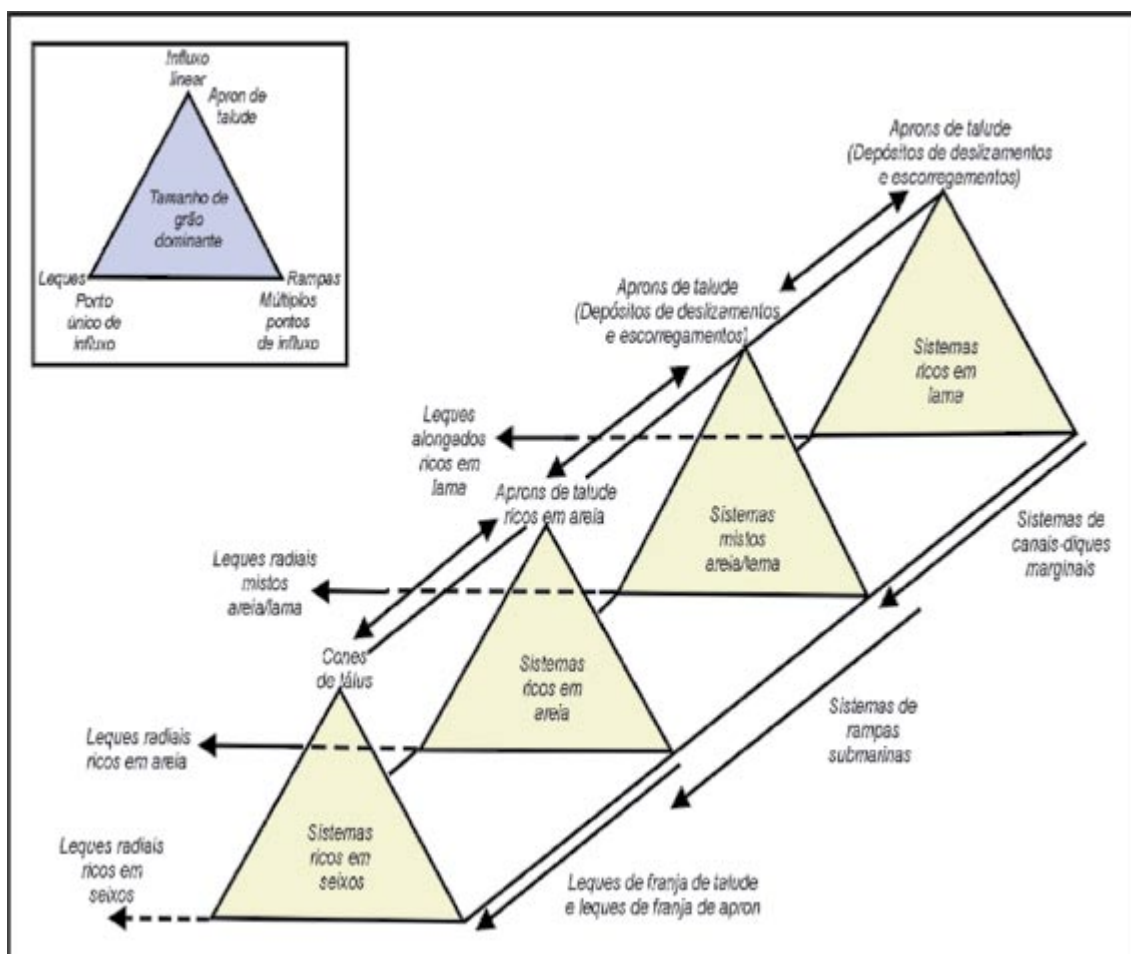 Influxo
linear
Apron de
talude
Tamanho de
grão
dominante
Leques
Rampas
Porto
único de
influxo
Múltiplos
pontos
de influxo
Aprons de talude
(Depósitos de deslizamentos
e escorregamentos)
Sistemas
ricos em
lama
Aprons de talude
(Depósitos de deslizamentos
e escorregamentos)
Sistemas
mistos
areia/lama
Leques
alongados
ricos em
lama
Aprons de talude
ricos em areia
Sistemas
ricos em
areia
Leques radiais
mistos
areia/lama
Cones
de tálus
Sistemas
ricos em
seixos
Leques radiais
ricos em areia
Leques radiais
ricos em
seixos
Sistemas de
canais-diques
marginais
Sistemas de
rampas
submarinas
Leques de franja de talude
e leques de franja de apron